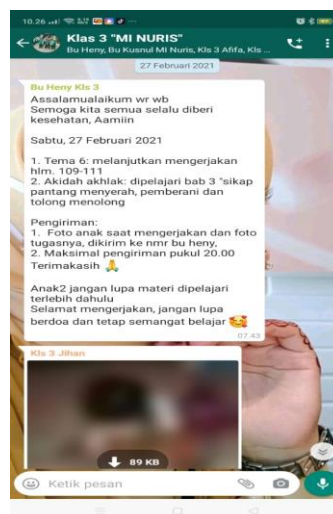 10.26
Klas 3 "MI NURIS"
Bu Heny, Bu Kusnul MI Nuris, Kls 3 Afifa, Kls ...
27 Februari 2021
Bu Heny Kls 3
Assalamualaikum wr wb
Semoga kita semua selalu diberi
kesehatan, Aamiin
Sabtu, 27 Februari 2021
1. Tema 6: melanjutkan mengerjakan
hlm. 109-111
2. Akidah akhlak: dipelajari bab 3 "sikap
pantang menyerah, pemberani dan
tolong menolong
Pengiriman:
1. Foto anak saat mengerjakan dan foto
tugasnya, dikirim ke nmr bu heny,
2. Maksimal pengiriman pukul 20.00
Terimakasih 🙏
Anak2 jangan lupa materi dipelajari
terlebih dahulu
Selamat mengerjakan, jangan lupa
berdoa dan tetap semangat belajar 🥰
07.43
Kls 3 Jihan
89 KB
Ketik pesan